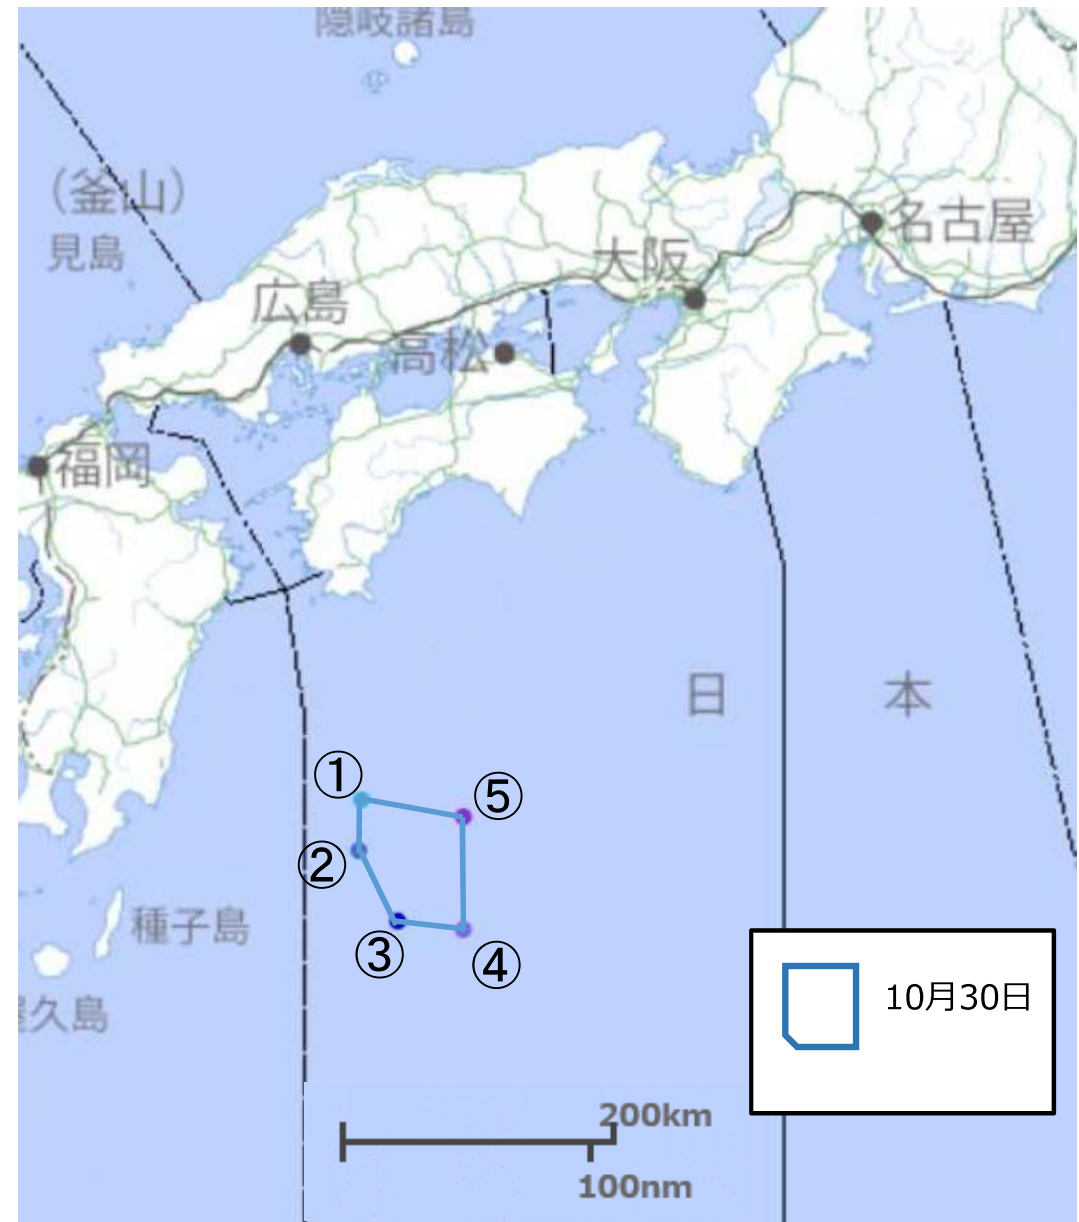 隠岐諸島
（釜山）
見島
名古屋
大阪
広島
高松
福岡
日本
①
⑤
②
③
④
種子島
久島
10月30日
200km
100nm